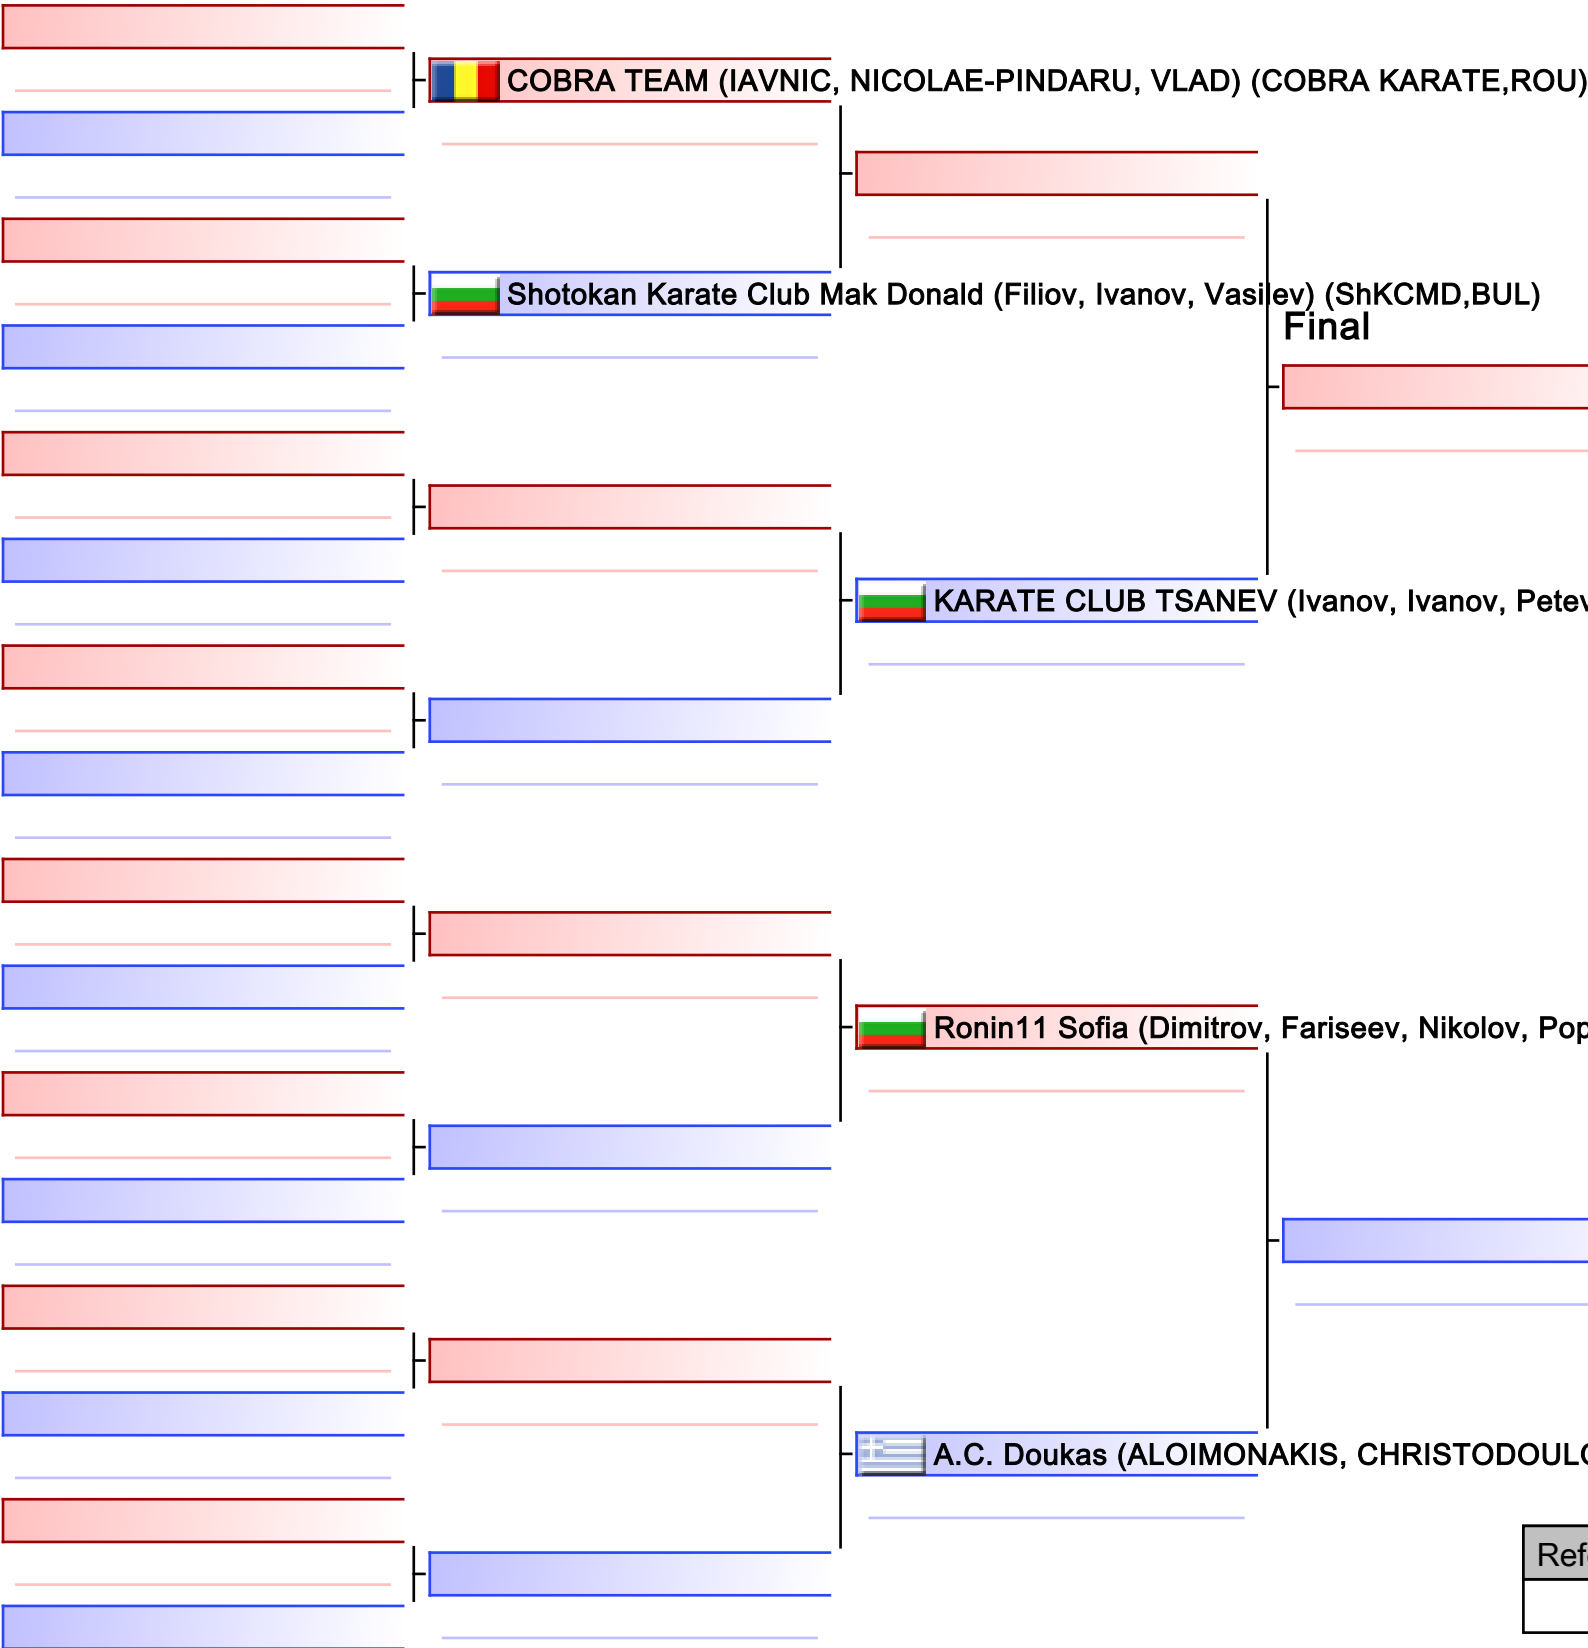 COBRA TEAM (IAVNIC, NICOLAE-PINDARU, VLAD) (COBRA KARATE,ROU)
Shotokan Karate Club Mak Donald (Filiov, Ivanov, Vasilev) (ShKCMD,BUL)
Final
KARATE CLUB TSANEV (Ivanov, Ivanov, Petev
Ronin11 Sofia (Dimitrov, Fariseev, Nikolov, Pop
A.C. Doukas (ALOIMONAKIS, CHRISTODOULO
Refe